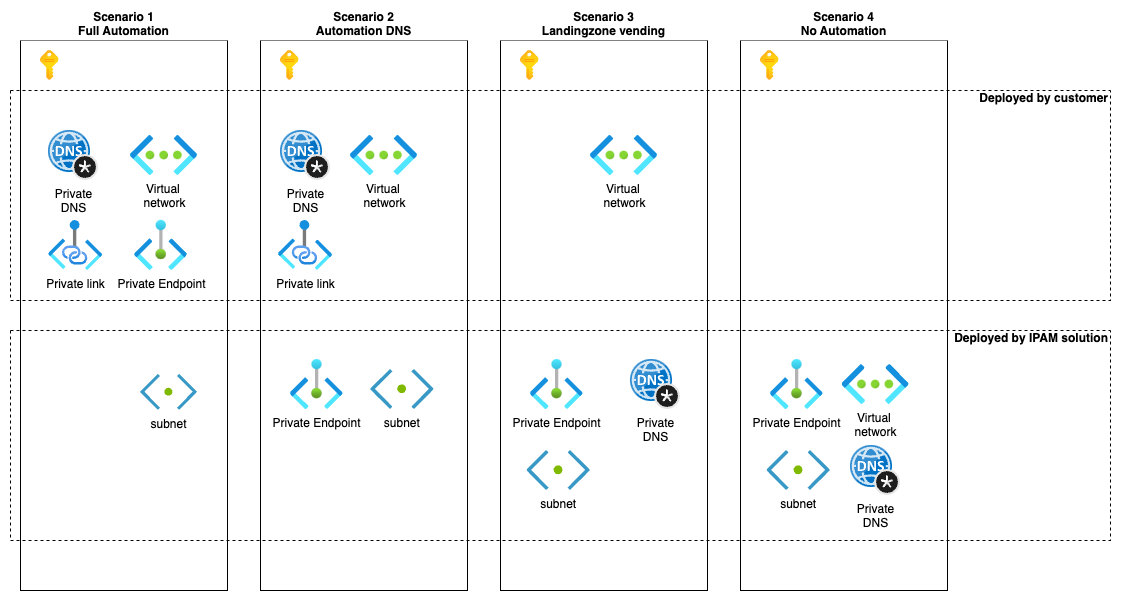 Scenario 1
Full Automation
Scenario 2
Automation DNS
Scenario 3
Landingzone vending
Scenario 4
No Automation
Deployed by customer
DNS
Private
DNS
Virtual
network
DNS
Private
DNS
Virtual
network
Virtual
network
Private link
Private Endpoint
Private link
Deployed by IPAM solution
subnet
Private Endpoint
subnet
Private Endpoint
DNS
Private
DNS
subnet
Private Endpoint
Virtual
network
subnet
DNS
Private
DNS